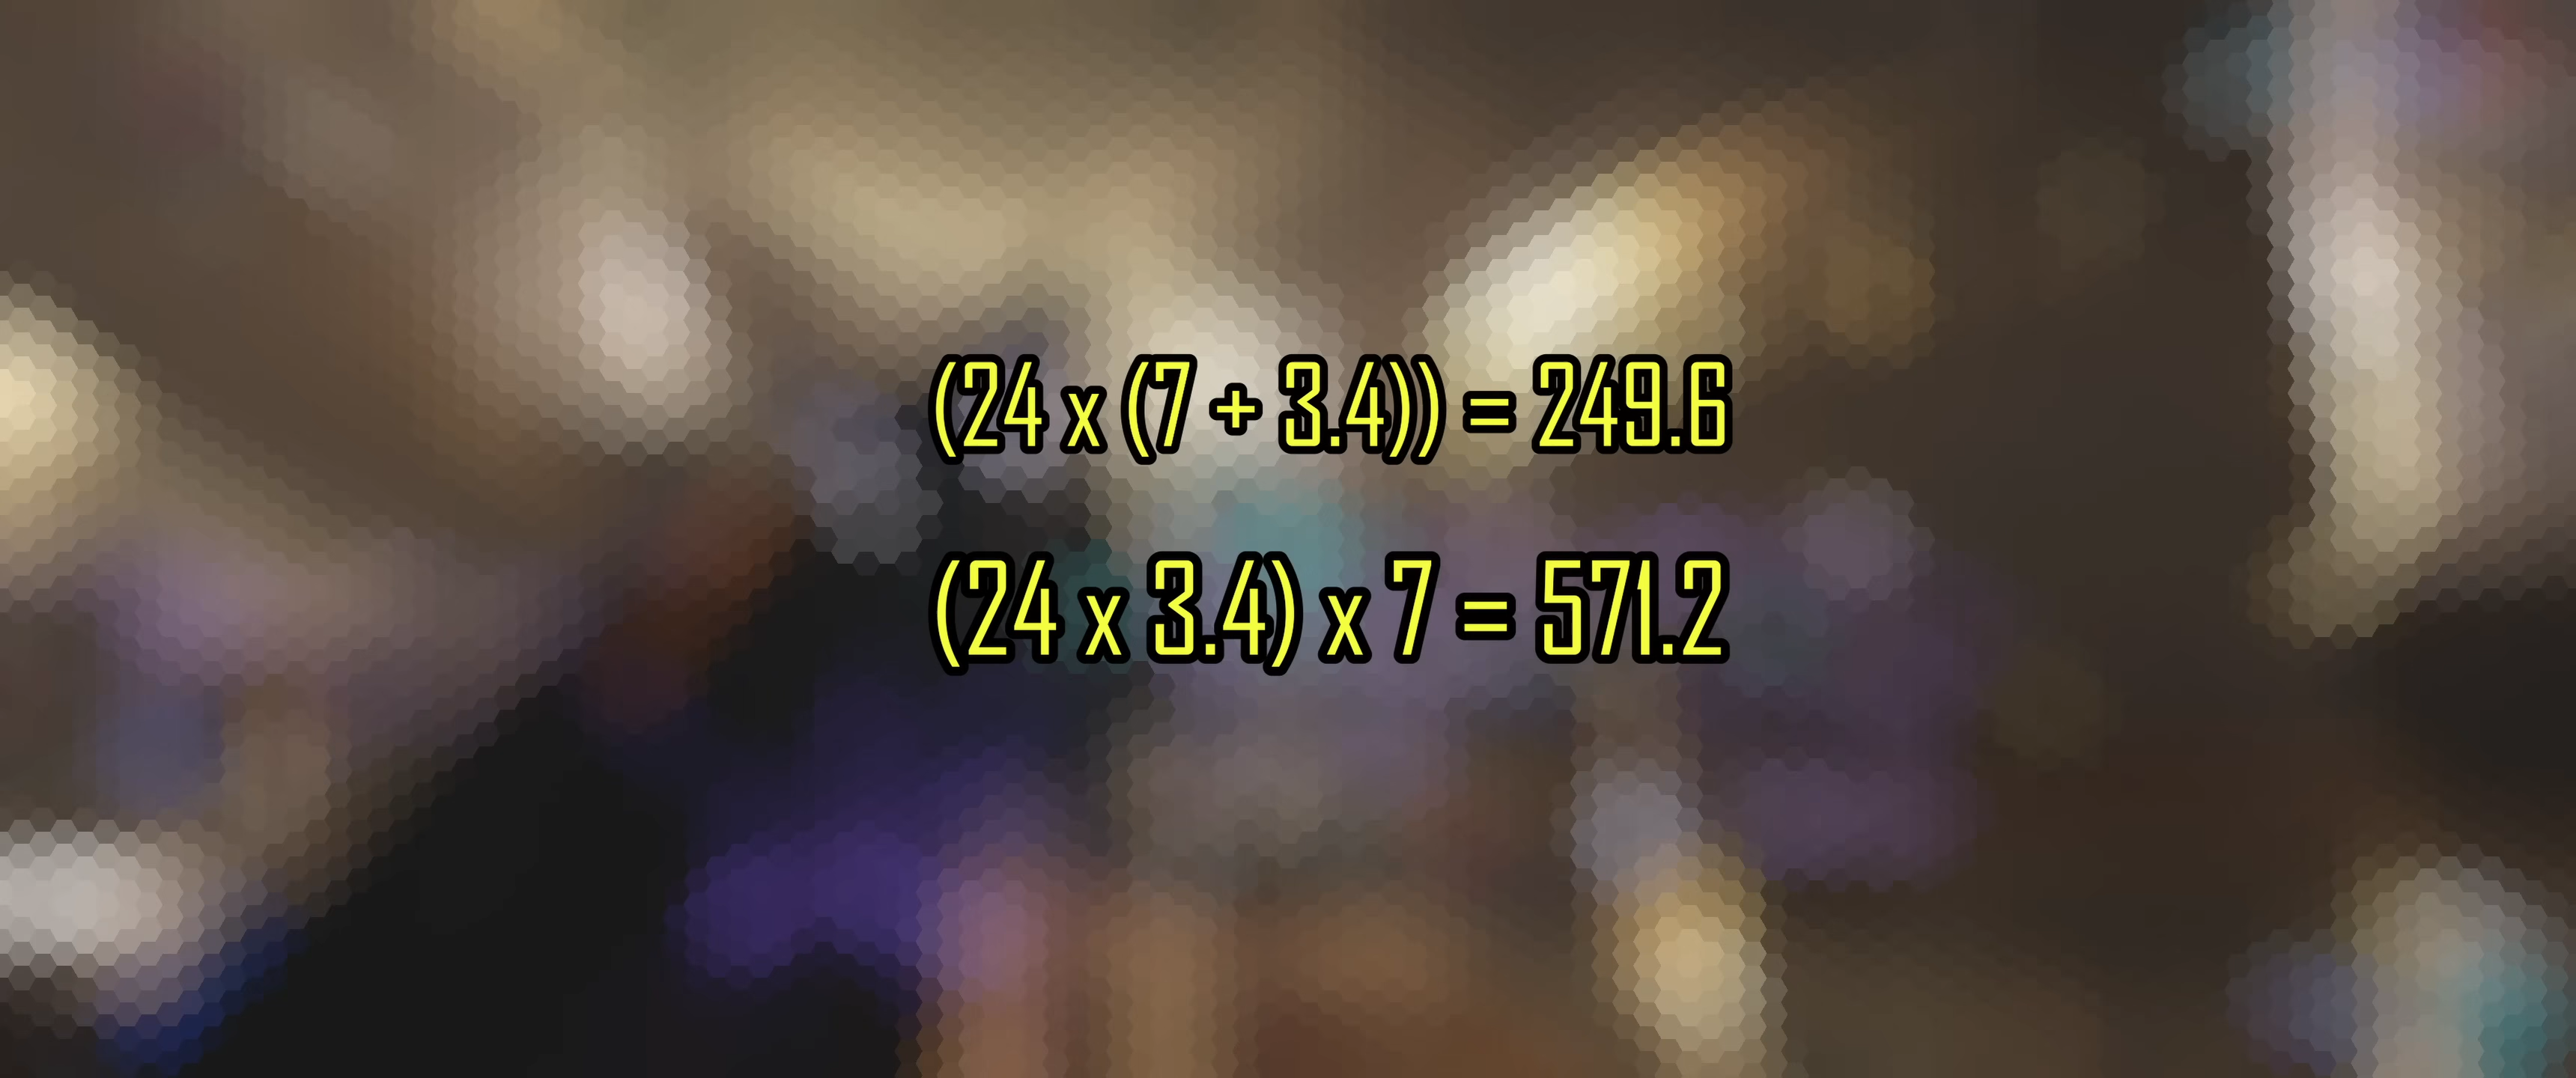 (24 x (7 + 3.4)) = 249.6
(24 x 3.4) x 7 = 571.2